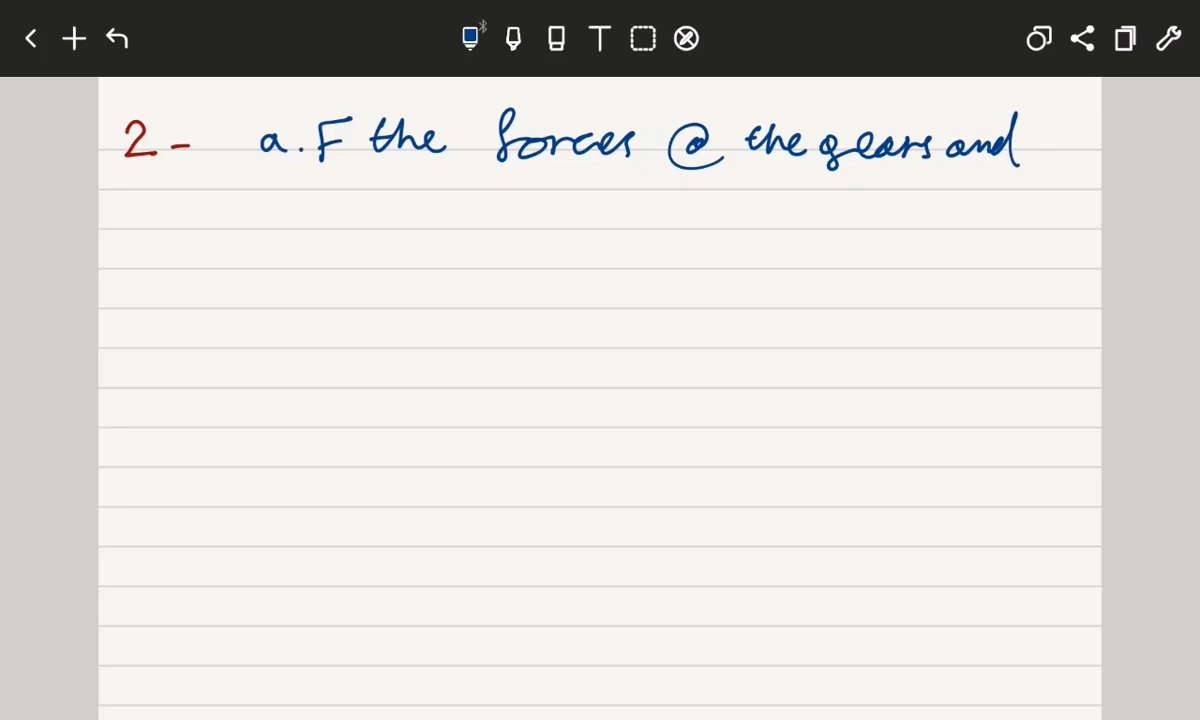 2- a. F the forces @ the gears and